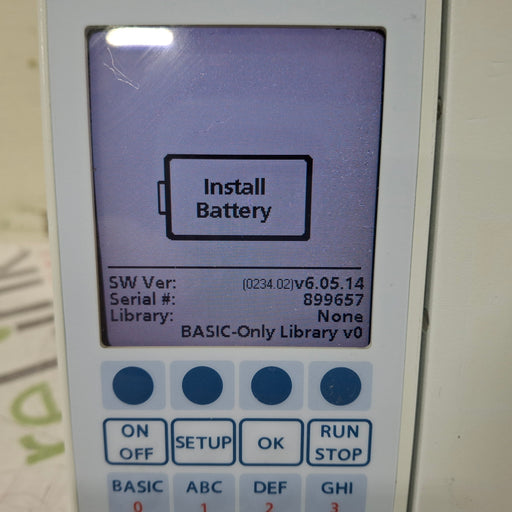 Install
Battery
SW Ver: (0234.02)v6.05.14
Serial #: 899657
Library: None
BASIC-Only Library v0
ON OFF
SETUP
OK
RUN STOP
BASIC ABC DEF GHI
0 1 2 3